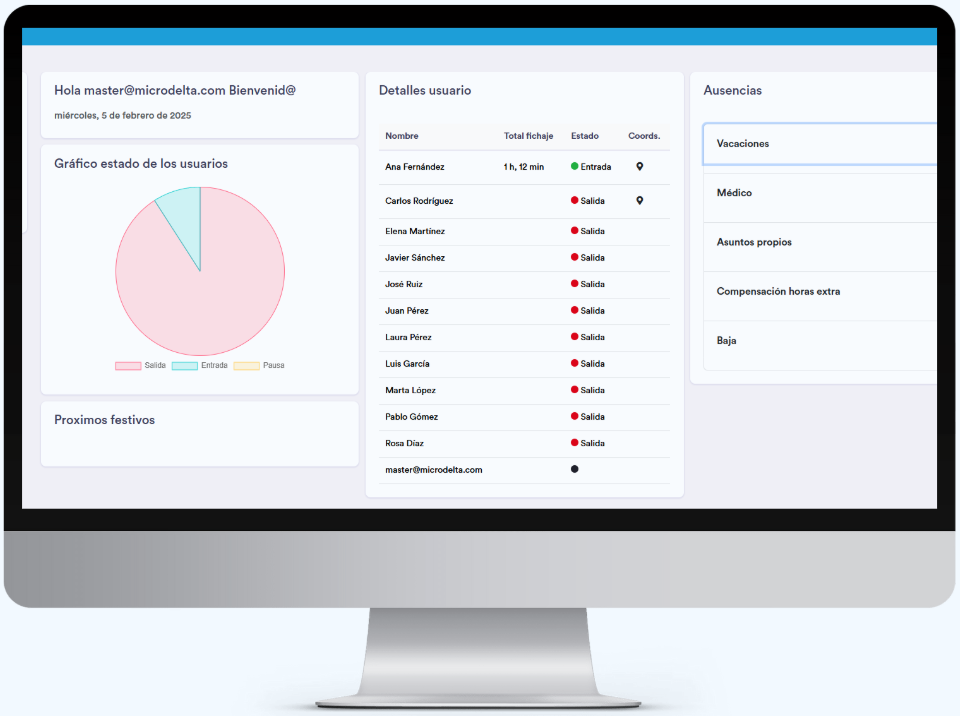 Hola master@microdelta.com Bienvenid@
miércoles, 5 de febrero de 2025
Gráfico estado de los usuarios
Salida Entrada Pausa
Proximos festivos
Detalles usuario
Nombre Total fichaje Estado Coords.
Ana Fernández 1 h, 12 min Entrada
Carlos Rodríguez Salida
Elena Martínez Salida
Javier Sánchez Salida
José Ruiz Salida
Juan Pérez Salida
Laura Pérez Salida
Luis García Salida
Marta López Salida
Pablo Gómez Salida
Rosa Díaz Salida
master@microdelta.com
Ausencias
Vacaciones
Médico
Asuntos propios
Compensación horas extra
Baja